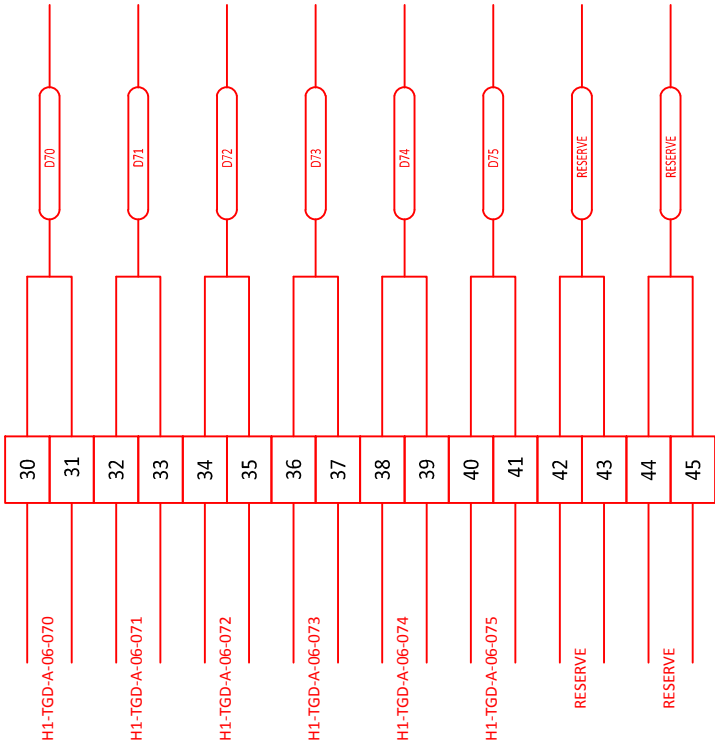 D70
D71
D72
D73
D74
D75
RESERVE
RESERVE
30
31
32
33
34
35
36
37
38
39
40
41
42
43
44
45
H1-TGD-A-06-070
H1-TGD-A-06-071
H1-TGD-A-06-072
H1-TGD-A-06-073
H1-TGD-A-06-074
H1-TGD-A-06-075
RESERVE
RESERVE